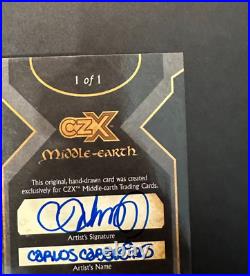 1 of 1
CZX
MIDDLE-EARTH
This original, hand-drawn card was created
exclusively for CZX™ Middle-earth Trading Cards.
Artist's Signature
CARLOS
Artist's Name